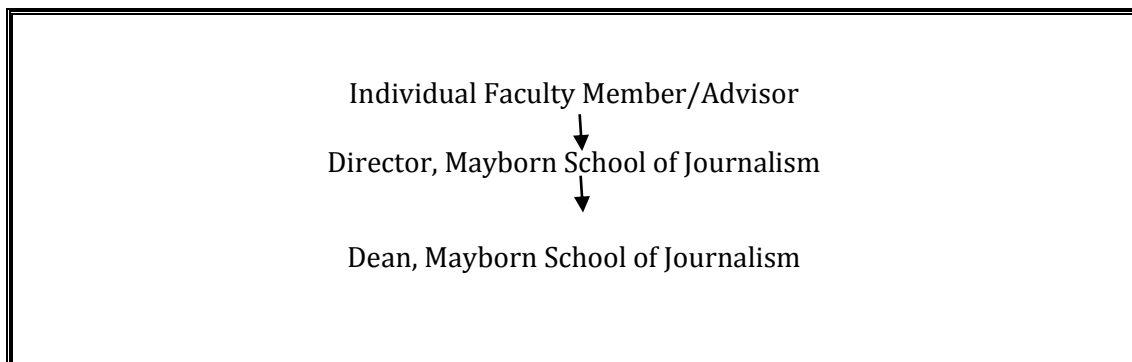 Individual Faculty Member/Advisor
Director, Mayborn School of Journalism
Dean, Mayborn School of Journalism